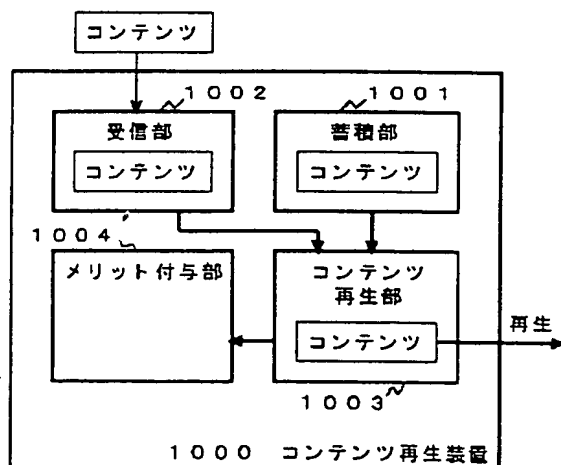 コンテンツ
1002
1001
受信部
コンテンツ
蓄積部
コンテンツ
1004
メリット付与部
コンテンツ
再生部
コンテンツ
再生
1003
1000 コンテンツ再生装置